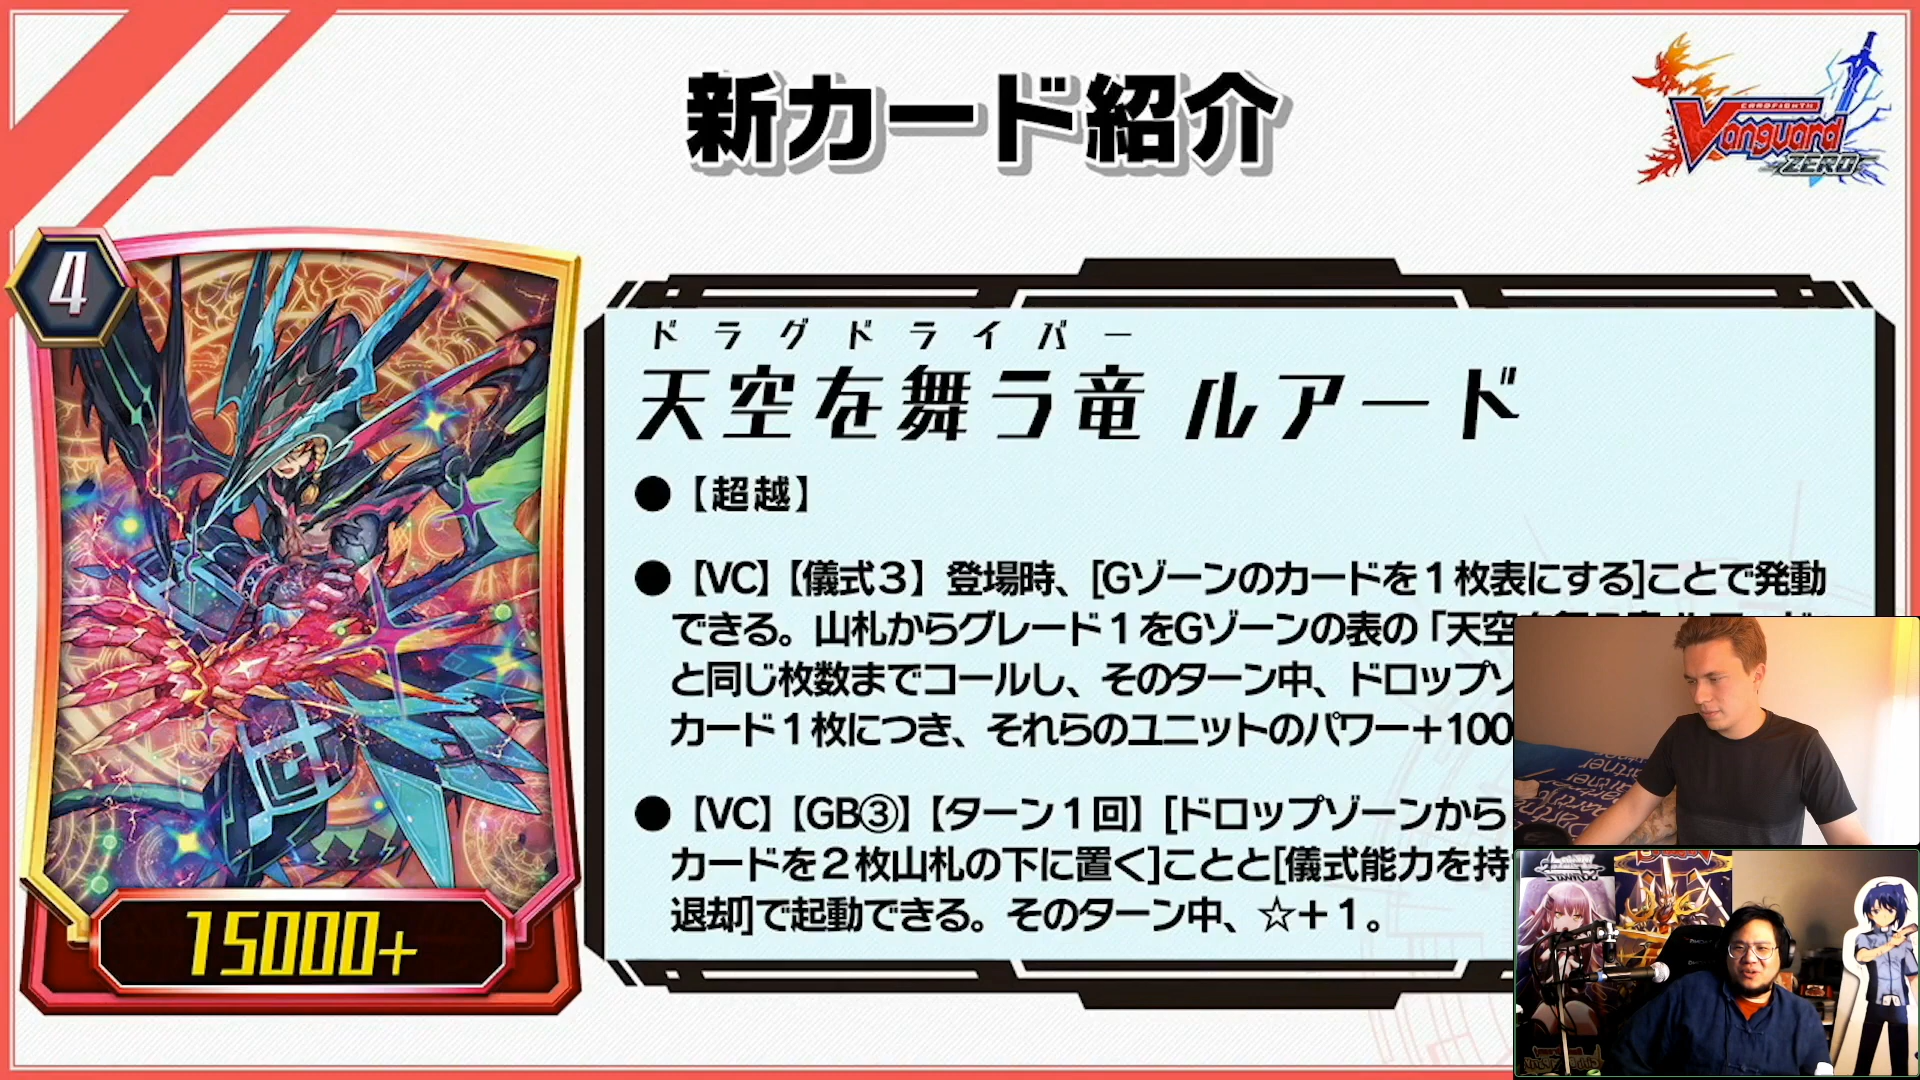 新カード紹介
CARDFIGHT!!
Vanguard
ZERO
4
ドラグドライバー
天空を舞う竜 ルアード
●【超越】
●【VC】【儀式3】登場時、[Gゾーンのカードを1枚表にする]ことで発動
できる。山札からグレード1をGゾーンの表の「天空
と同じ枚数までコールし、そのターン中、ドロップゾ
カード1枚につき、それらのユニットのパワー+100
●【VC】【GB③】【ターン1回】[ドロップゾーンから
カードを2枚山札の下に置く]ことと[儀式能力を持
退却]で起動できる。そのターン中、☆+1。
15000+